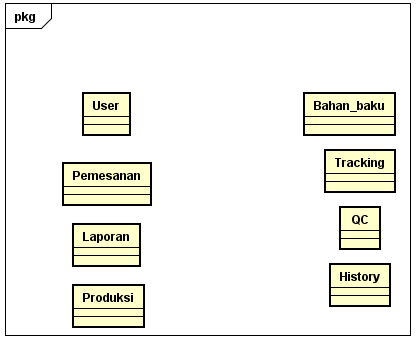 pkg
User
Bahan_baku
Pemesanan
Tracking
Laporan
QC
Produksi
History